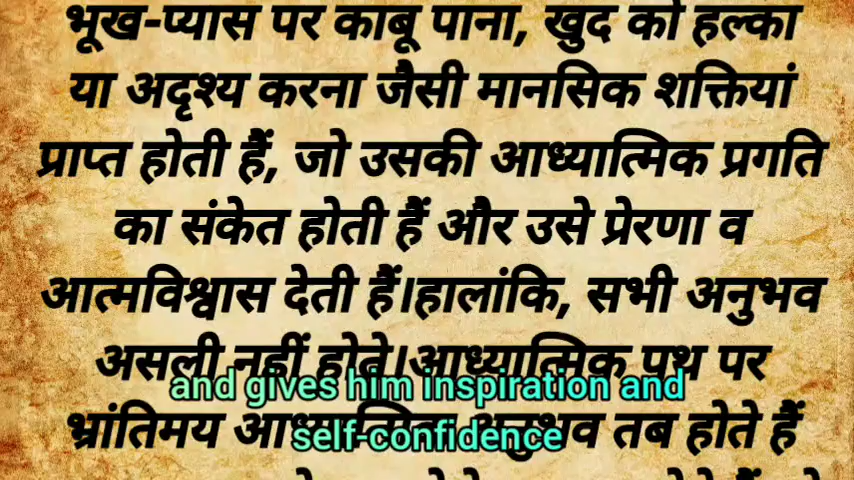 भूख-प्यास पर काबू पाना, खुद को हल्का
या अदृश्य करना जैसी मानसिक शक्तियां
प्राप्त होती हैं, जो उसकी आध्यात्मिक प्रगति
का संकेत होती हैं और उसे प्रेरणा व
आत्मविश्वास देती हैं।हालांकि, सभी अनुभव
असली नहीं होते।आध्यात्मिक पथ पर
and gives him inspiration and
भ्रांतिमय आध्यात्मिक अनुभव तब होते हैं
self-confidence